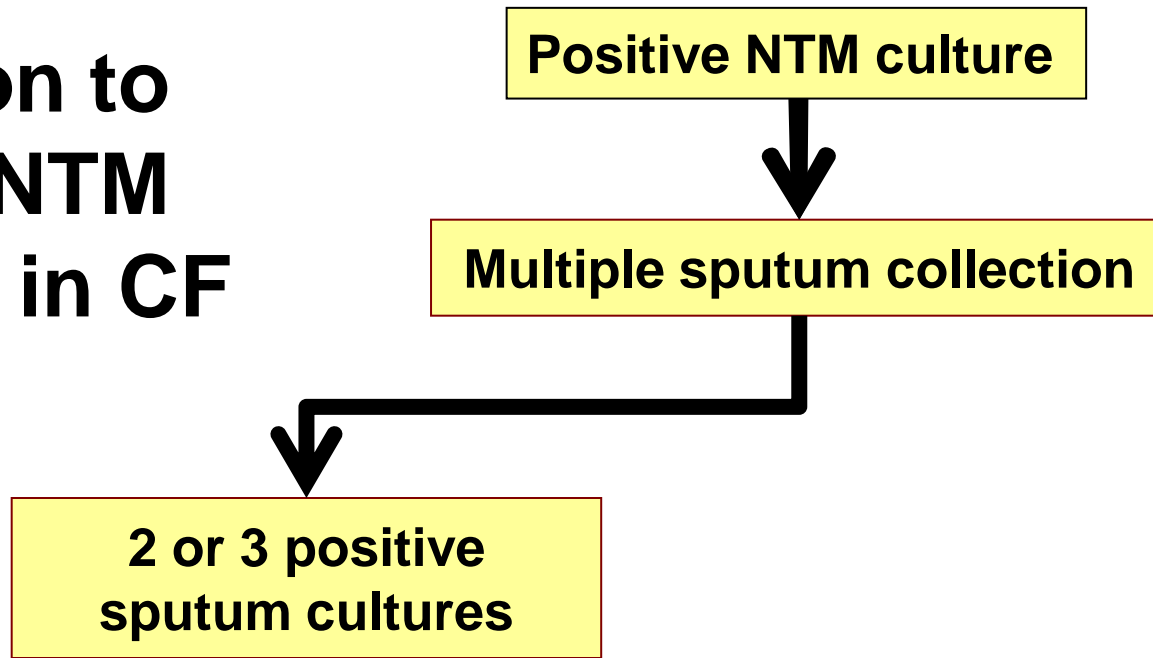 on to
NTM
in CF
Positive NTM culture
Multiple sputum collection
2 or 3 positive
sputum cultures